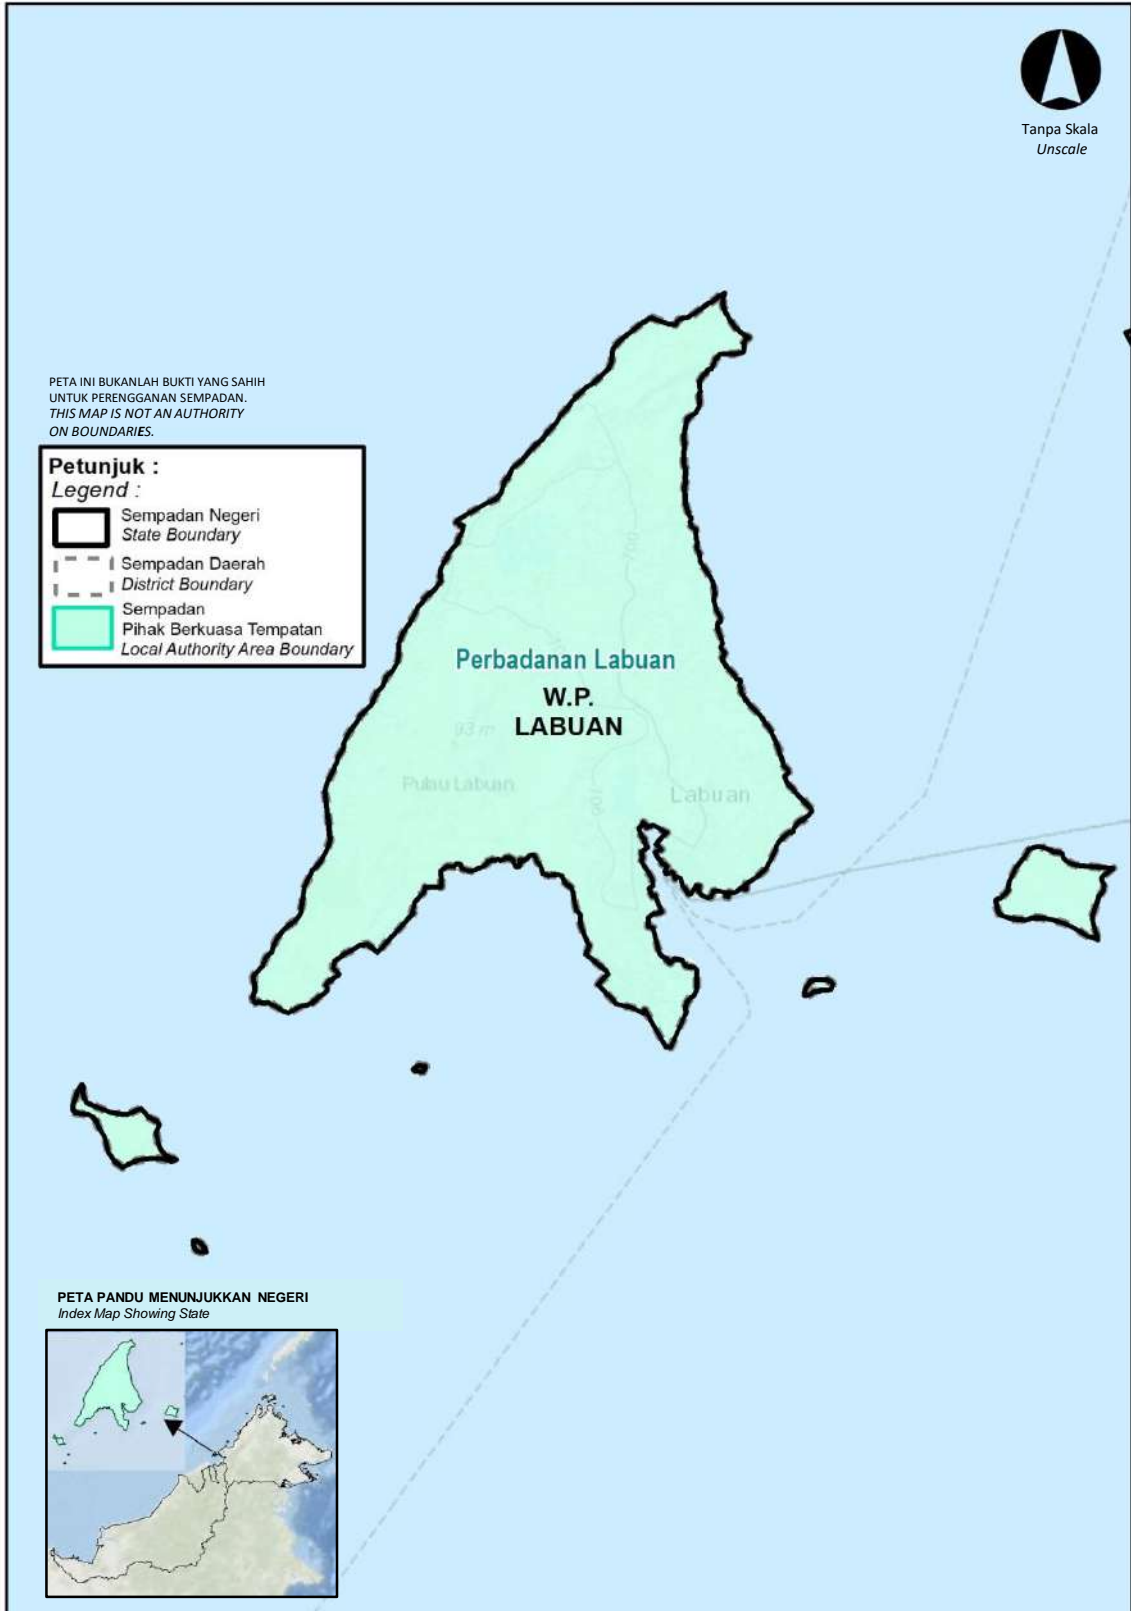 Tanpa Skala
Unscale
PETA INI BUKANLAH BUKTI YANG SAHIH
UNTUK PERENGGANAN SEMPADAN.
THIS MAP IS NOT AN AUTHORITY
ON BOUNDARIES.
Petunjuk :
Legend :
Sempadan Negeri
State Boundary
Sempadan Daerah
District Boundary
Sempadan
Pihak Berkuasa Tempatan
Local Authority Area Boundary
700
Perbadanan Labuan
W.P.
LABUAN
93 m
Pulau Labuan
Labuan
PETA PANDU MENUNJUKKAN NEGERI
Index Map Showing State